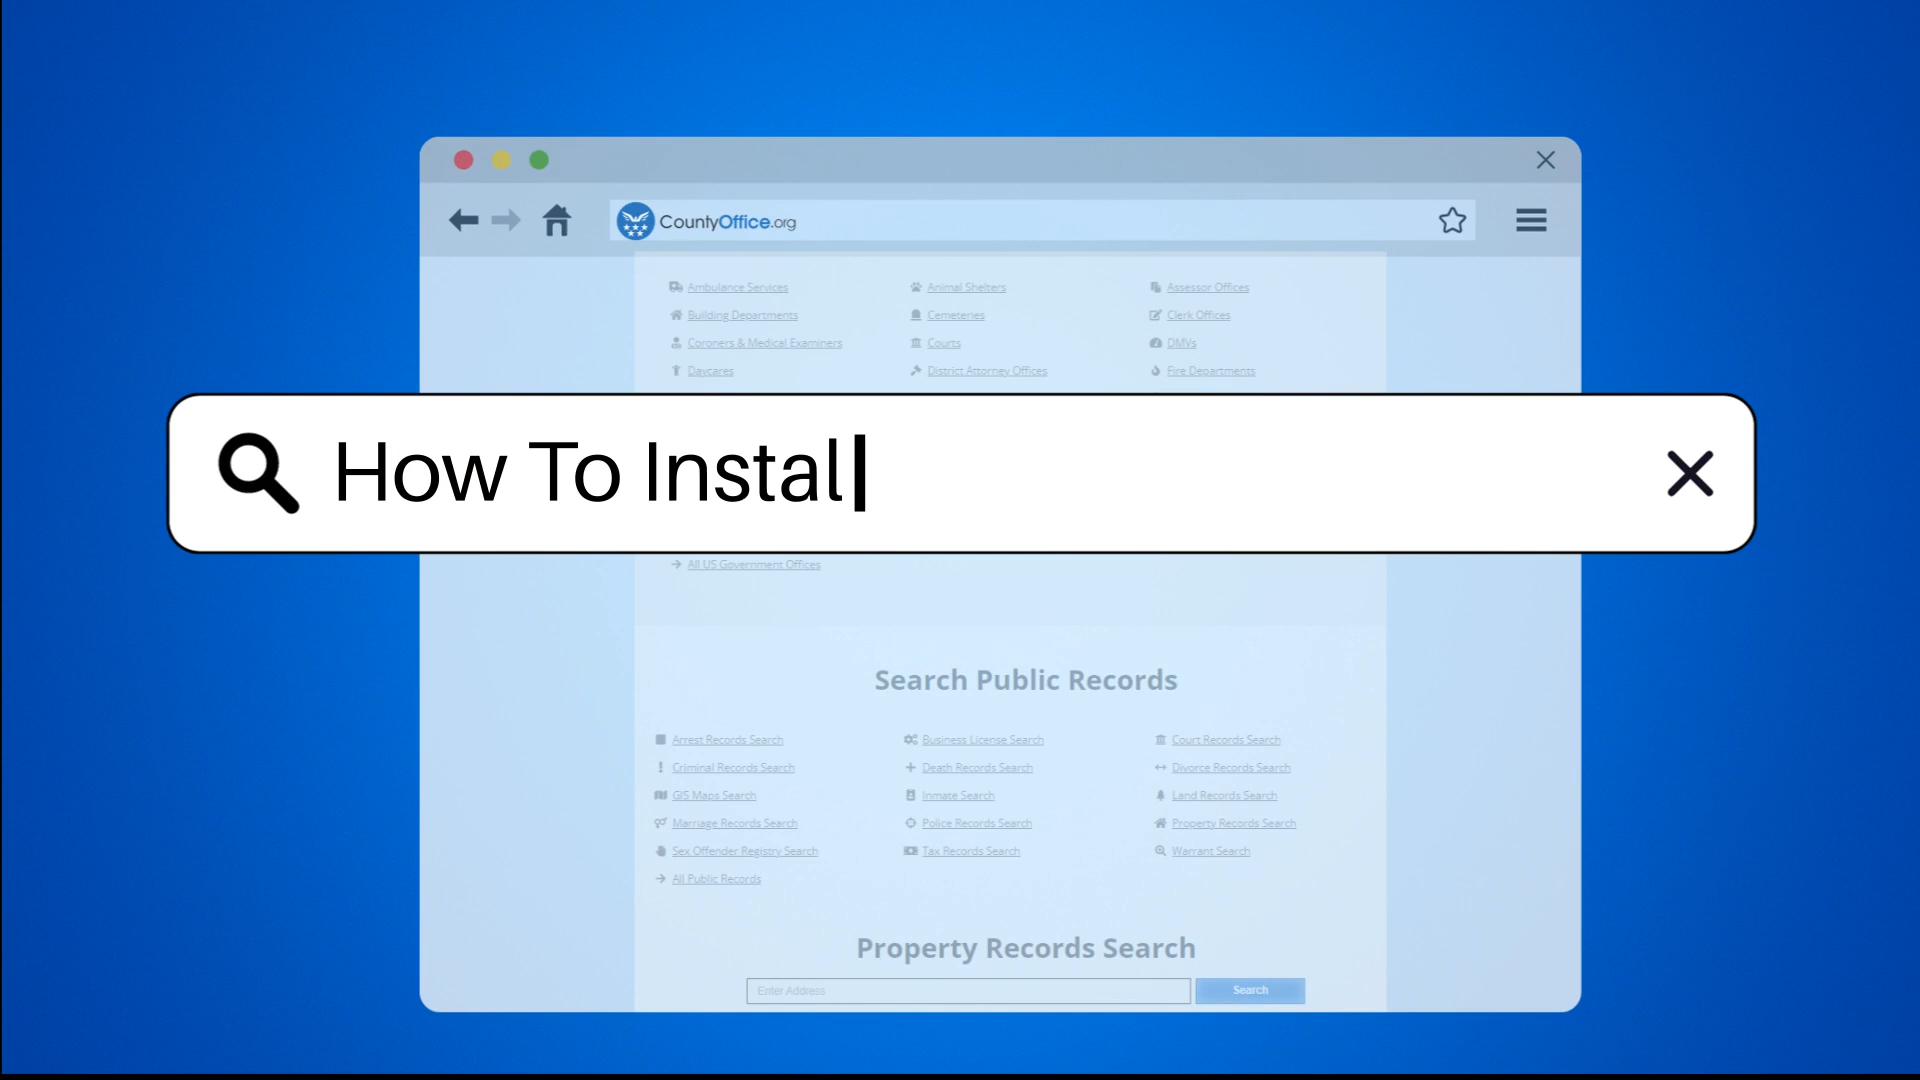 CountyOffice.org
Ambulance Services Animal Shelters Assessor Offices
Building Departments Cemeteries Clerk Offices
Coroners & Medical Examiners Courts DMVs
Daycares District Attorney Offices Fire Departments
How To Instal
All US Government Offices
Search Public Records
Arrest Records Search Business License Search Court Records Search
Criminal Records Search Death Records Search Divorce Records Search
GIS Maps Search Inmate Search Land Records Search
Marriage Records Search Police Records Search Property Records Search
Sex Offender Registry Search Tax Records Search Warrant Search
All Public Records
Property Records Search
Enter Address Search